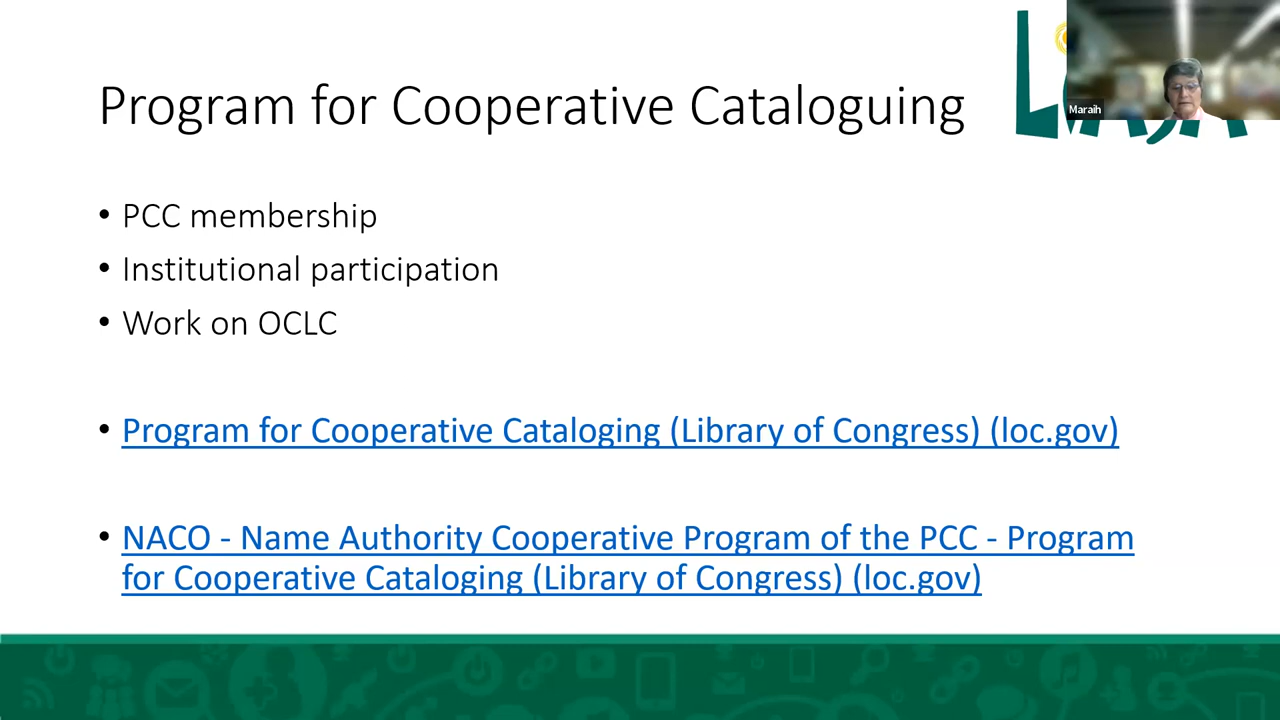 Program for Cooperative Cataloguing
Maraih
• PCC membership
• Institutional participation
• Work on OCLC
• Program for Cooperative Cataloging (Library of Congress) (loc.gov)
• NACO - Name Authority Cooperative Program of the PCC - Program
for Cooperative Cataloging (Library of Congress) (loc.gov)